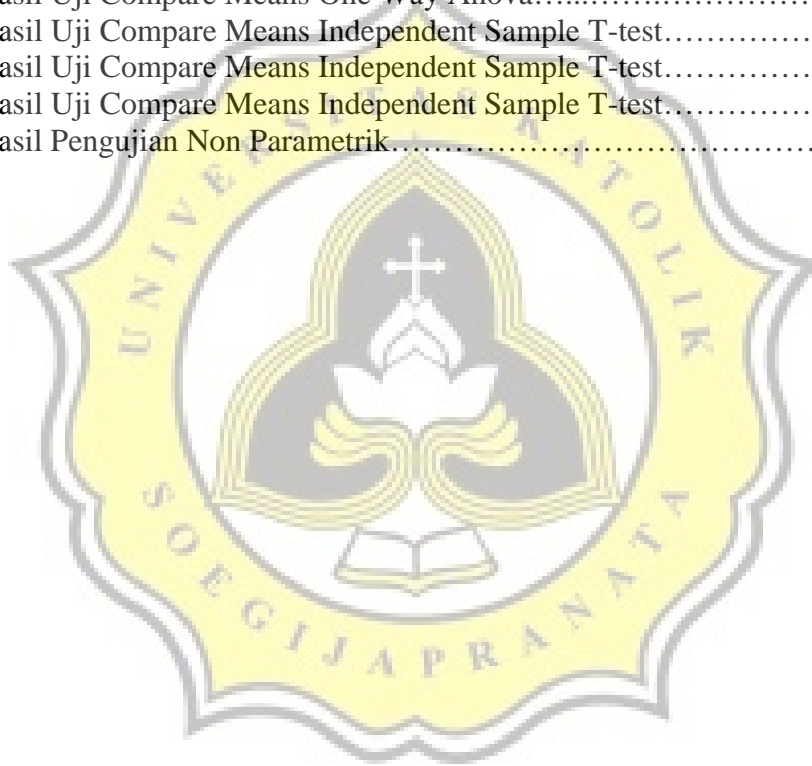 asil Uji Compare Means One Way Anova…...…….……………
asil Uji Compare Means Independent Sample T-test……………
asil Uji Compare Means Independent Sample T-test……………
asil Uji Compare Means Independent Sample T-test……………
asil Pengujian Non Parametrik……………………………………
UNIVERSITAS KATOLIK
SOEGIJAPRANATA